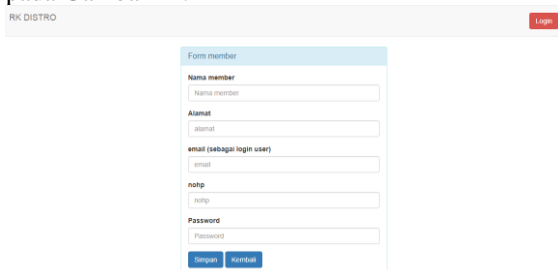 RK DISTRO
Login
Form member
Nama member
Nama member
Alamat
alamat
email (sebagai login user)
email
nohp
nohp
Password
Password
Simpan Kembali